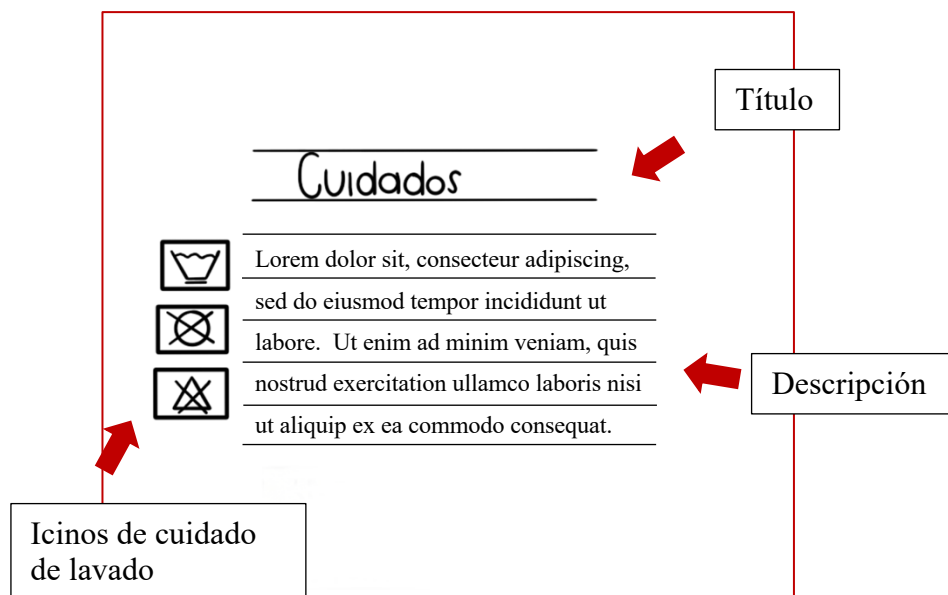 Título
Cuidados
Lorem dolor sit, consecteur adipiscing,
sed do eiusmod tempor incididunt ut
labore.  Ut enim ad minim veniam, quis
nostrud exercitation ullamco laboris nisi
ut aliquip ex ea commodo consequat.
Descripción
Icinos de cuidado
de lavado